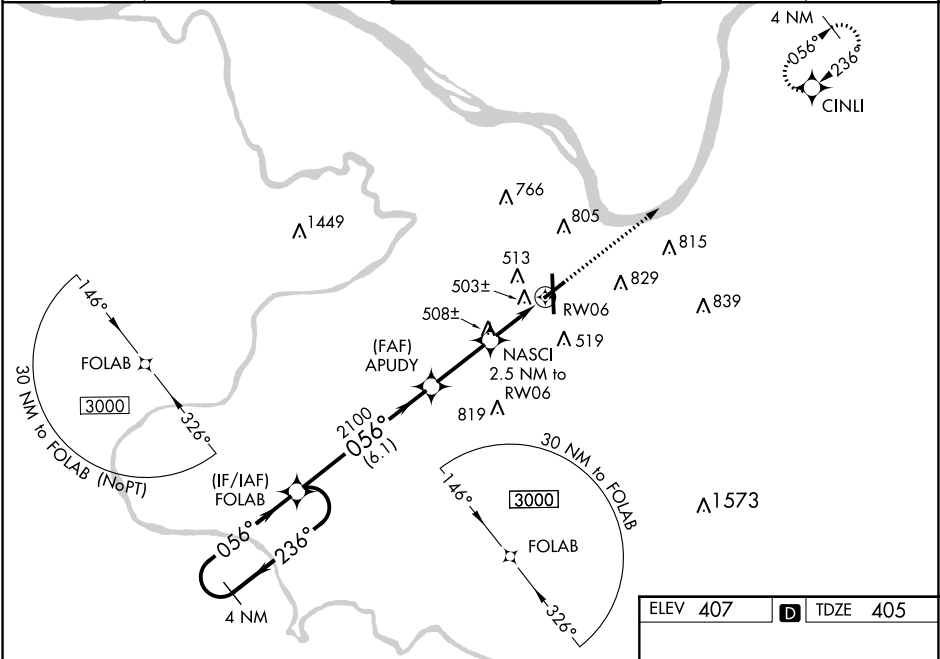 4 NM
056°
236°
CINLI
766
1449
805
815
513
829
503±
RW06
839
146°
508±
519
(FAF)
APUDY
NASCI
2.5 NM to
RW06
FOLAB
3000
819
326°
30 NM to FOLAB (NoPT)
2100
056°
(6.1)
30 NM to FOLAB
(IF/IAF)
FOLAB
146°
3000
1573
056°
236°
FOLAB
326°
4 NM
ELEV 407 D TDZE 405